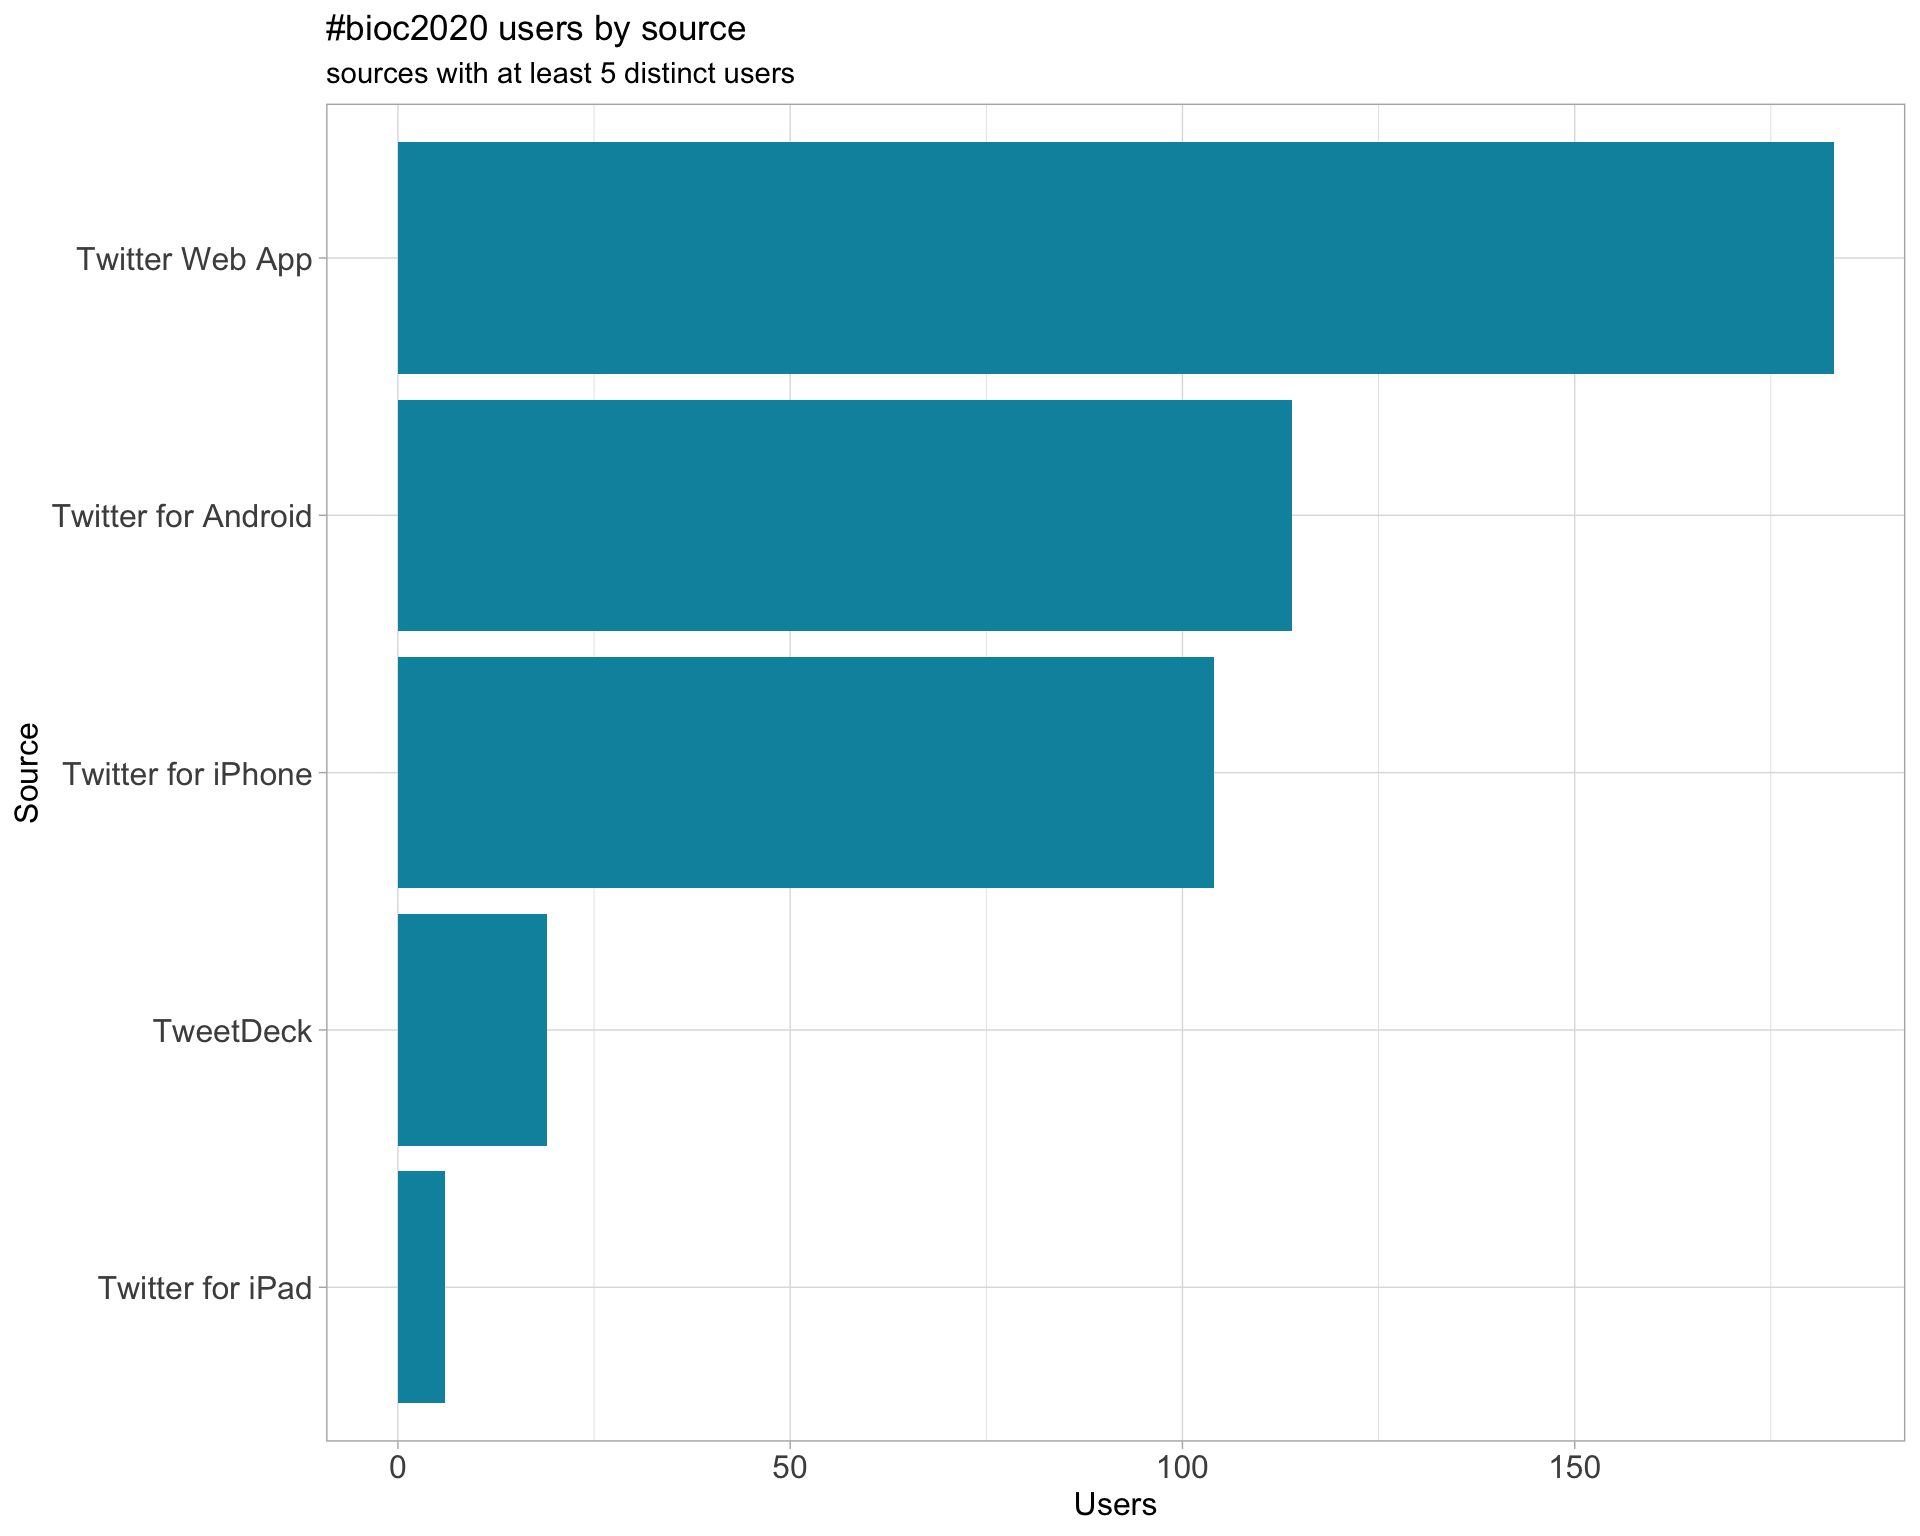 #bioc2020 users by source
sources with at least 5 distinct users
Source
Twitter Web App
Twitter for Android
Twitter for iPhone
TweetDeck
Twitter for iPad
0 50 100 150
Users